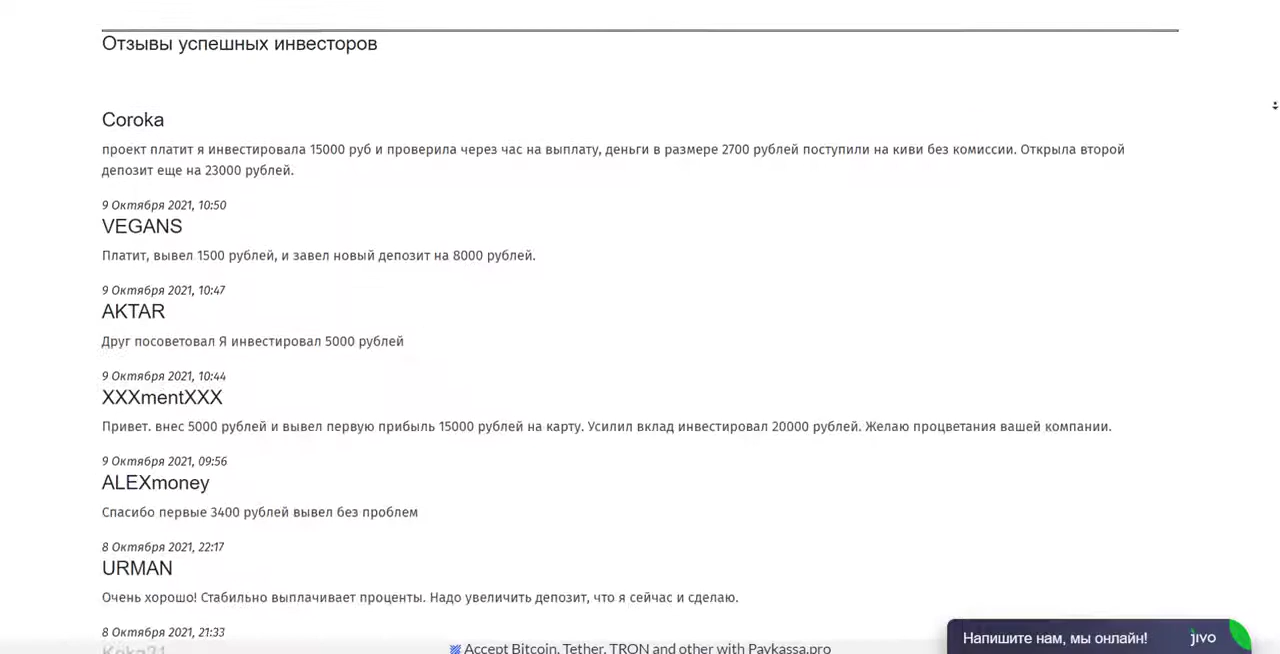 Отзывы успешных инвесторов
Coroka
проект платит я инвестировала 15000 руб и проверила через час на выплату, деньги в размере 2700 рублей поступили на киви без комиссии. Открыла второй
депозит еще на 23000 рублей.
9 Октября 2021, 10:50
VEGANS
Платит, вывел 1500 рублей, и завел новый депозит на 8000 рублей.
9 Октября 2021, 10:47
AKTAR
Друг посоветовал Я инвестировал 5000 рублей
9 Октября 2021, 10:44
XXXmentXXX
Привет. внес 5000 рублей и вывел первую прибыль 15000 рублей на карту. Усилил вклад инвестировал 20000 рублей. Желаю процветания вашей компании.
9 Октября 2021, 09:56
ALEXmoney
Спасибо первые 3400 рублей вывел без проблем
8 Октября 2021, 22:17
URMAN
Очень хорошо! Стабильно выплачивает проценты. Надо увеличить депозит, что я сейчас и сделаю.
8 Октября 2021, 21:33
Accept Bitcoin, Tether, TRON and other with Paykassa.pro
Напишите нам, мы онлайн! jivo